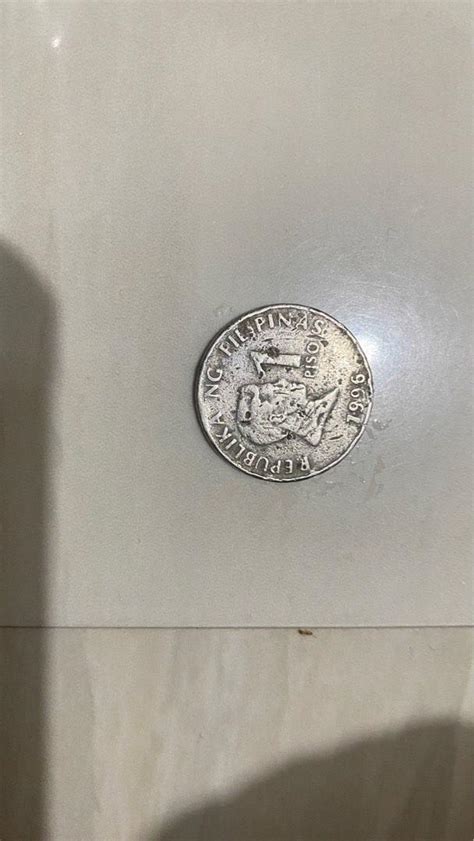 REPUBLIKA NG PILIPINAS
1
PISO
1996